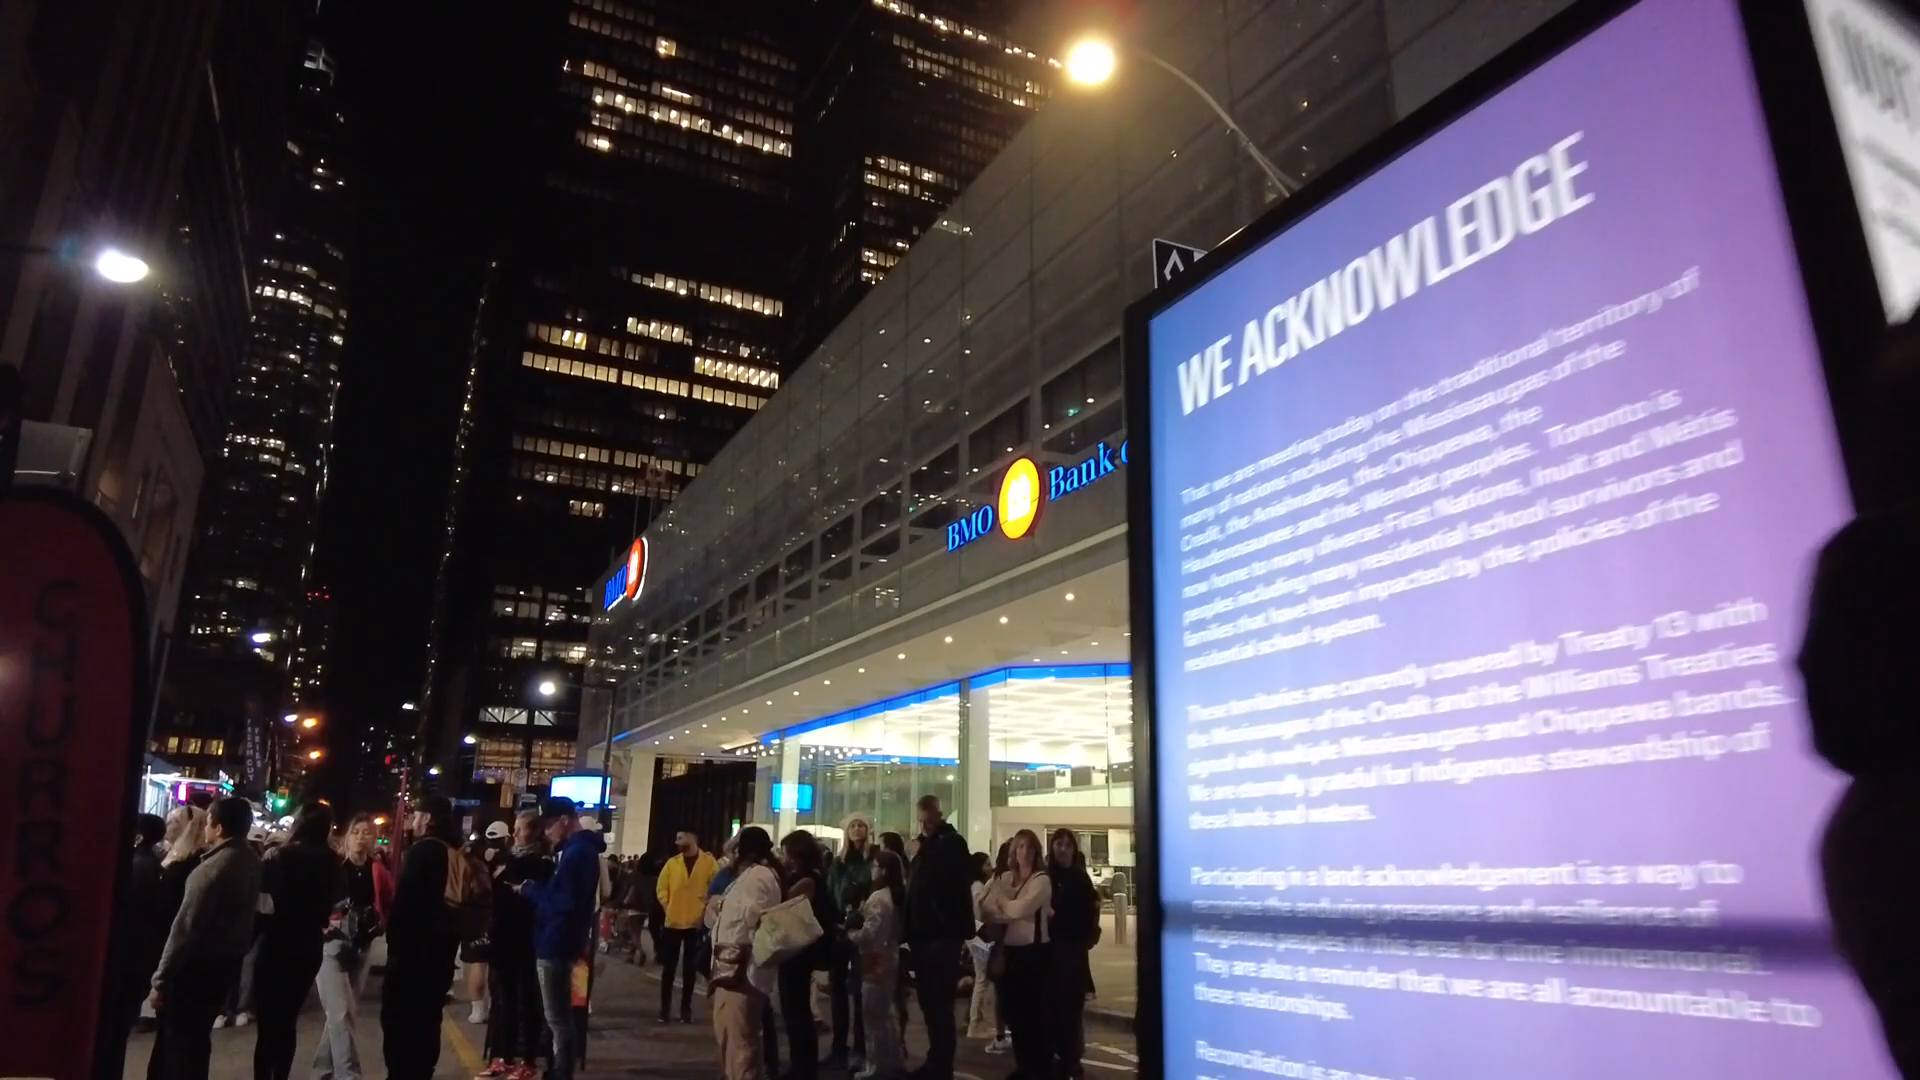 WE ACKNOWLEDGE
That we are meeting today on the traditional territory of
many of nations including the Mississaugas of the
Credit, the Anishnabeg, the Chippewa, the
Haudenosaunee and the Wendat peoples. Toronto is
now home to many diverse First Nations, Inuit and Métis
peoples including many residential school survivors and
families that have been impacted by the policies of the
residential school system.
These territories are currently covered by Treaty 13 with
the Mississaugas of the Credit and the Williams Treaties
signed with multiple Mississaugas and Chippewa bands.
We are eternally grateful for Indigenous stewardship of
these lands and waters.
Participating in a land acknowledgement is a way to
recognize the enduring presence and resilience of
Indigenous peoples in this area for time immemorial.
They are also a reminder that we are all accountable to
these relationships.
Reconciliation is an
BMO Bank
BMO
CHURROS